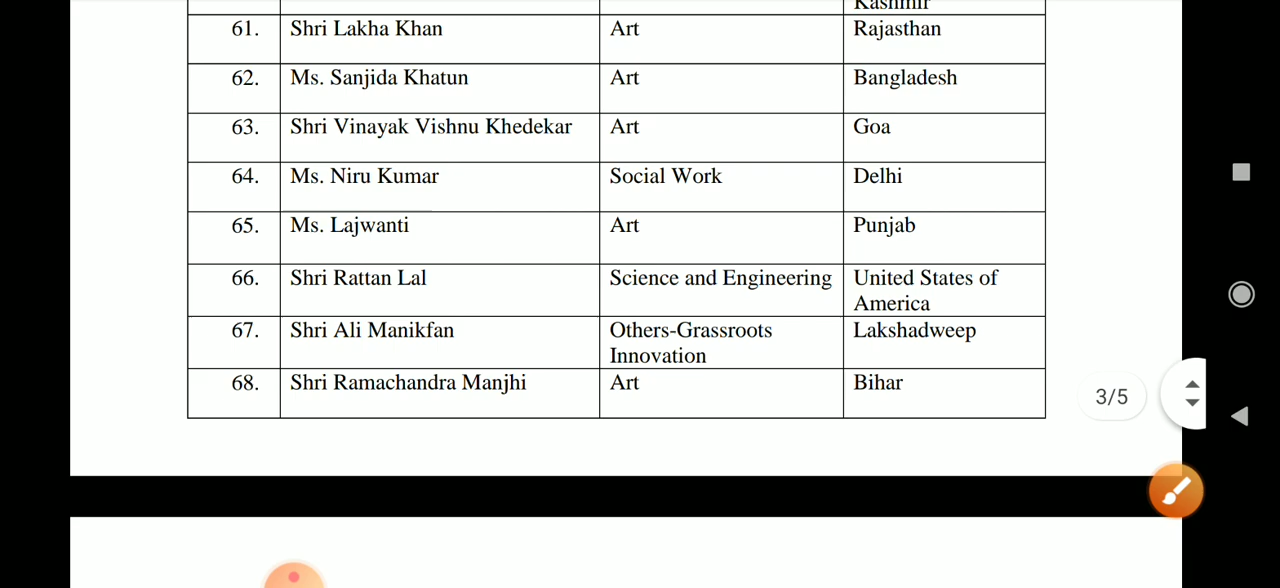 Kashmir
61. Shri Lakha Khan Art Rajasthan
62. Ms. Sanjida Khatun Art Bangladesh
63. Shri Vinayak Vishnu Khedekar Art Goa
64. Ms. Niru Kumar Social Work Delhi
65. Ms. Lajwanti Art Punjab
66. Shri Rattan Lal Science and Engineering United States of
America
67. Shri Ali Manikfan Others-Grassroots Lakshadweep
Innovation
68. Shri Ramachandra Manjhi Art Bihar
3/5